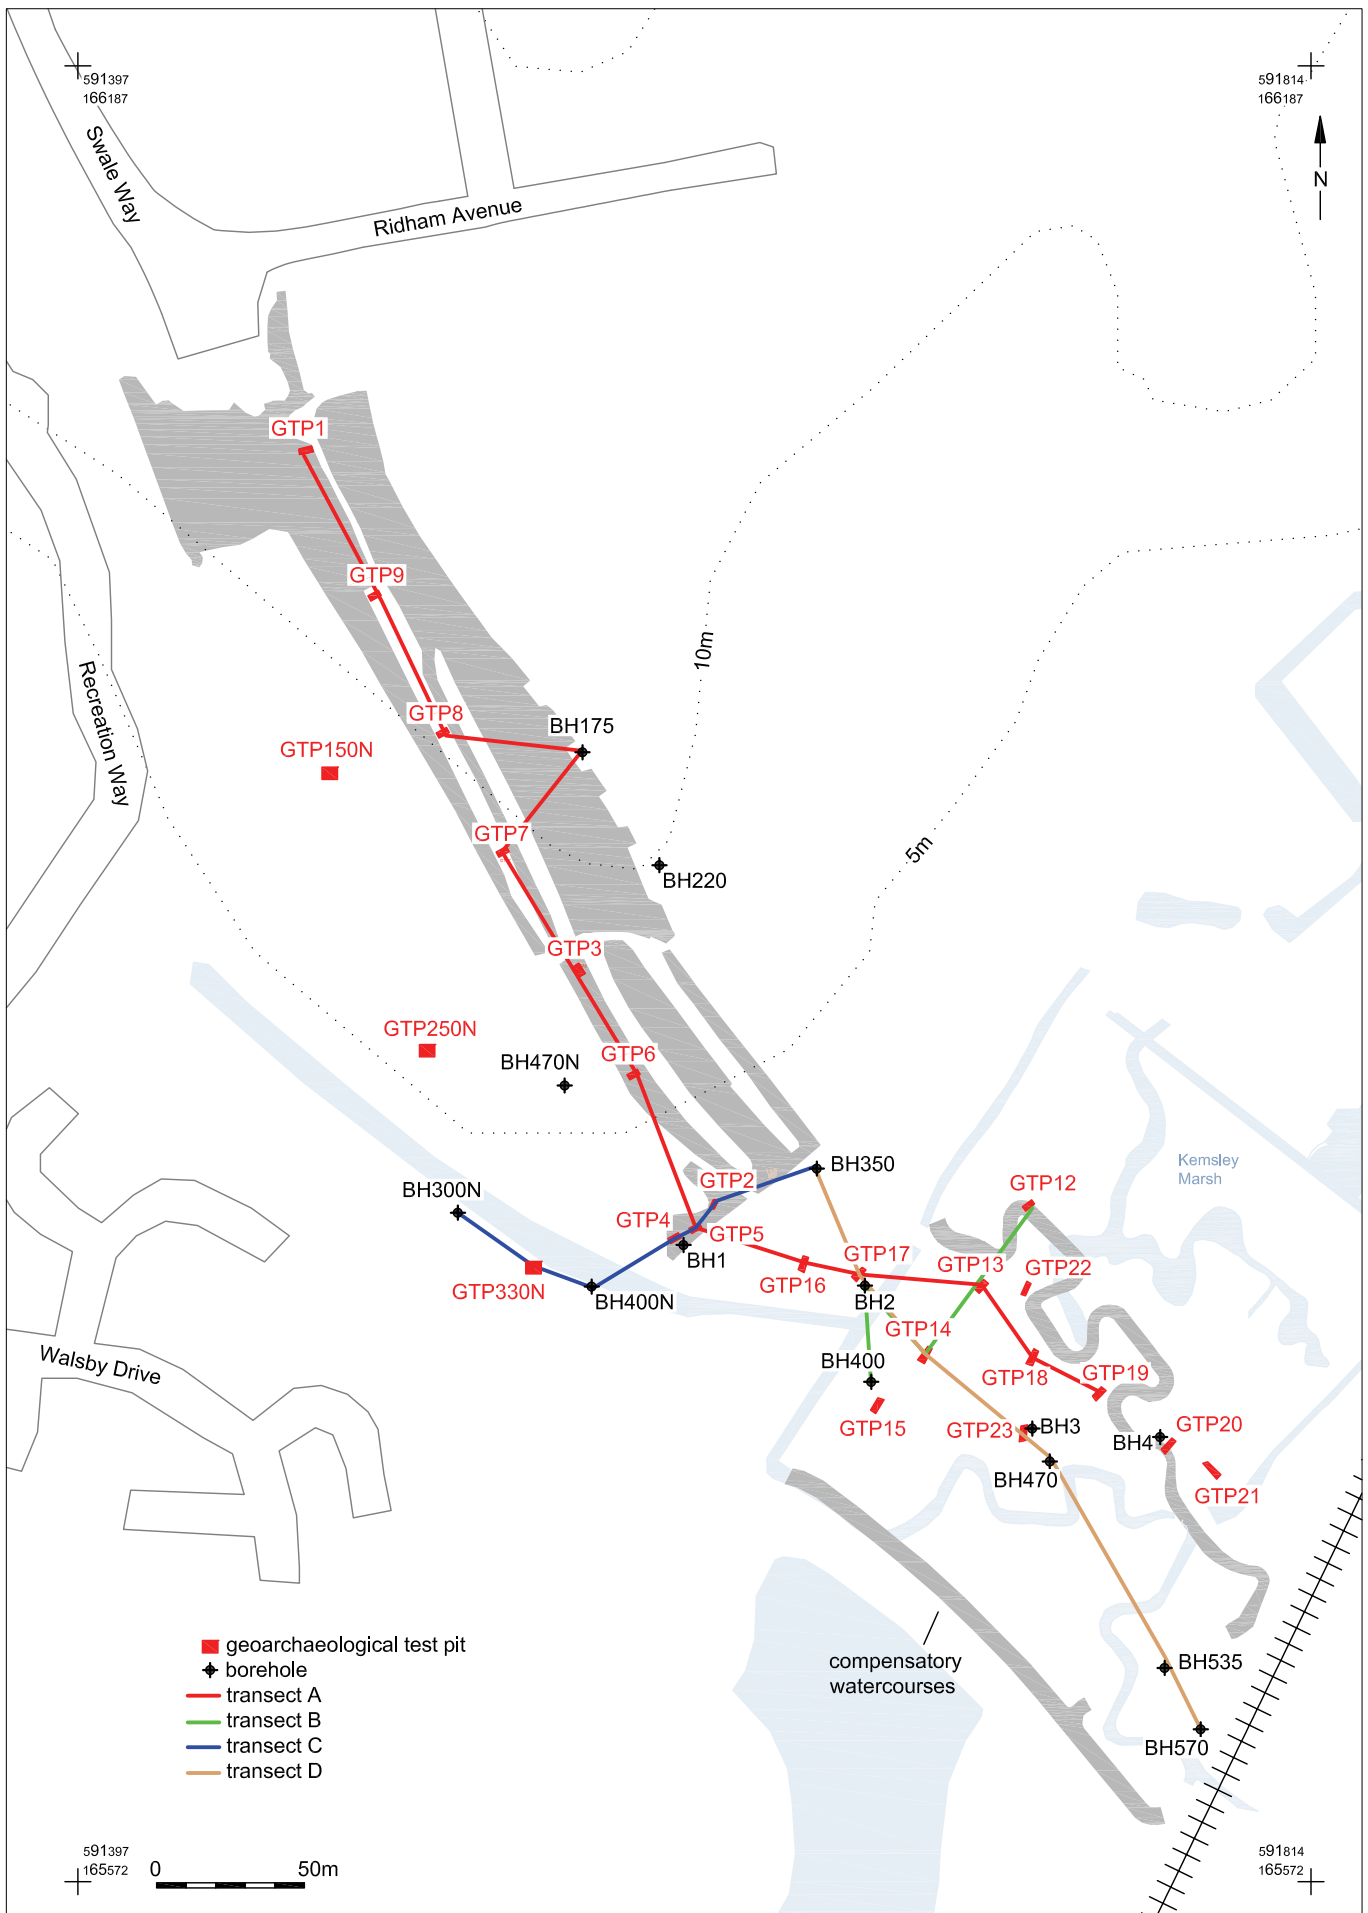 591397
166187
591814
166187
N
Swale Way
Ridham Avenue
GTP1
GTP9
Recreation Way
10m
GTP8
BH175
GTP150N
GTP7
5m
BH220
GTP3
GTP250N
GTP6
BH470N
Kemsley
Marsh
BH350
GTP2
GTP12
BH300N
GTP4
GTP5
BH1
GTP17
GTP13
GTP22
GTP16
GTP330N
BH400N
BH2
GTP14
Walsby Drive
BH400
GTP18
GTP19
GTP15
GTP23
BH3
BH4
GTP20
BH470
GTP21
geoarchaeological test pit
borehole
transect A
transect B
transect C
transect D
compensatory
watercourses
BH535
BH570
591397
165572
0 50m
591814
165572